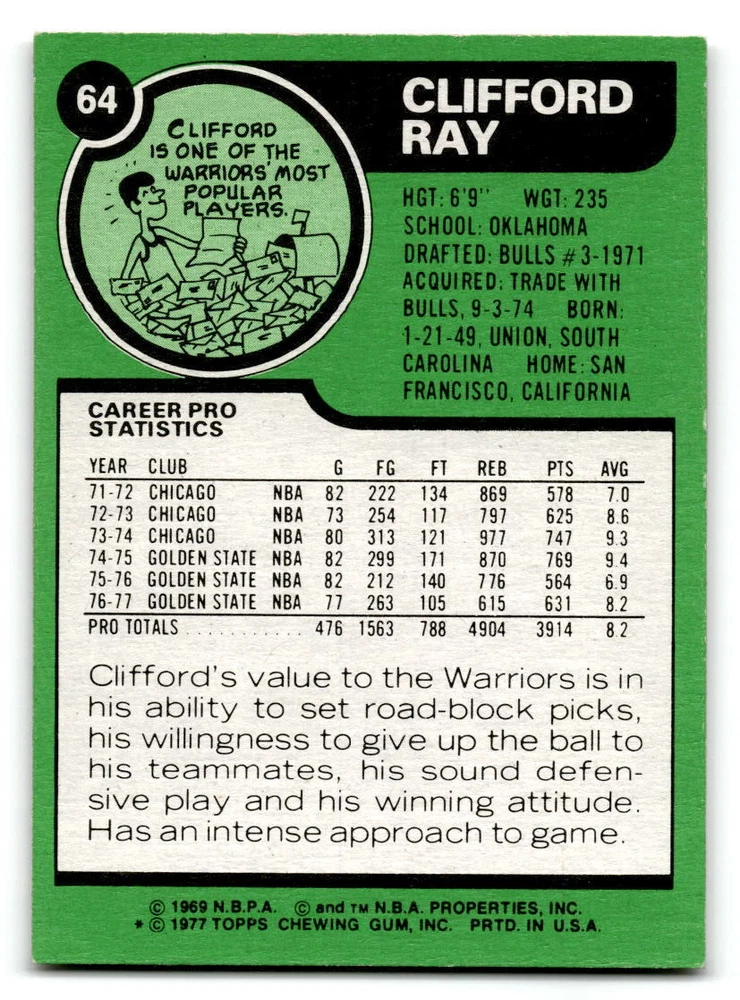 64
CLIFFORD
IS ONE OF THE
WARRIORS' MOST
POPULAR
PLAYERS.
CLIFFORD
RAY
HGT: 6'9" WGT: 235
SCHOOL: OKLAHOMA
DRAFTED: BULLS #3-1971
ACQUIRED: TRADE WITH
BULLS, 9-3-74 BORN:
1-21-49, UNION, SOUTH
CAROLINA HOME: SAN
FRANCISCO, CALIFORNIA
CAREER PRO
STATISTICS
YEAR CLUB G FG FT REB PTS AVG
71-72 CHICAGO NBA 82 222 134 869 578 7.0
72-73 CHICAGO NBA 73 254 117 797 625 8.6
73-74 CHICAGO NBA 80 313 121 977 747 9.3
74-75 GOLDEN STATE NBA 82 299 171 870 769 9.4
75-76 GOLDEN STATE NBA 82 212 140 776 564 6.9
76-77 GOLDEN STATE NBA 77 263 105 615 631 8.2
PRO TOTALS . . . . . . . . . . . 476 1563 788 4904 3914 8.2
Clifford's value to the Warriors is in
his ability to set road-block picks,
his willingness to give up the ball to
his teammates, his sound defen-
sive play and his winning attitude.
Has an intense approach to game.
© 1969 N.B.P.A. © and TM N.B.A. PROPERTIES, INC.
* © 1977 TOPPS CHEWING GUM, INC. PRTD. IN U.S.A.